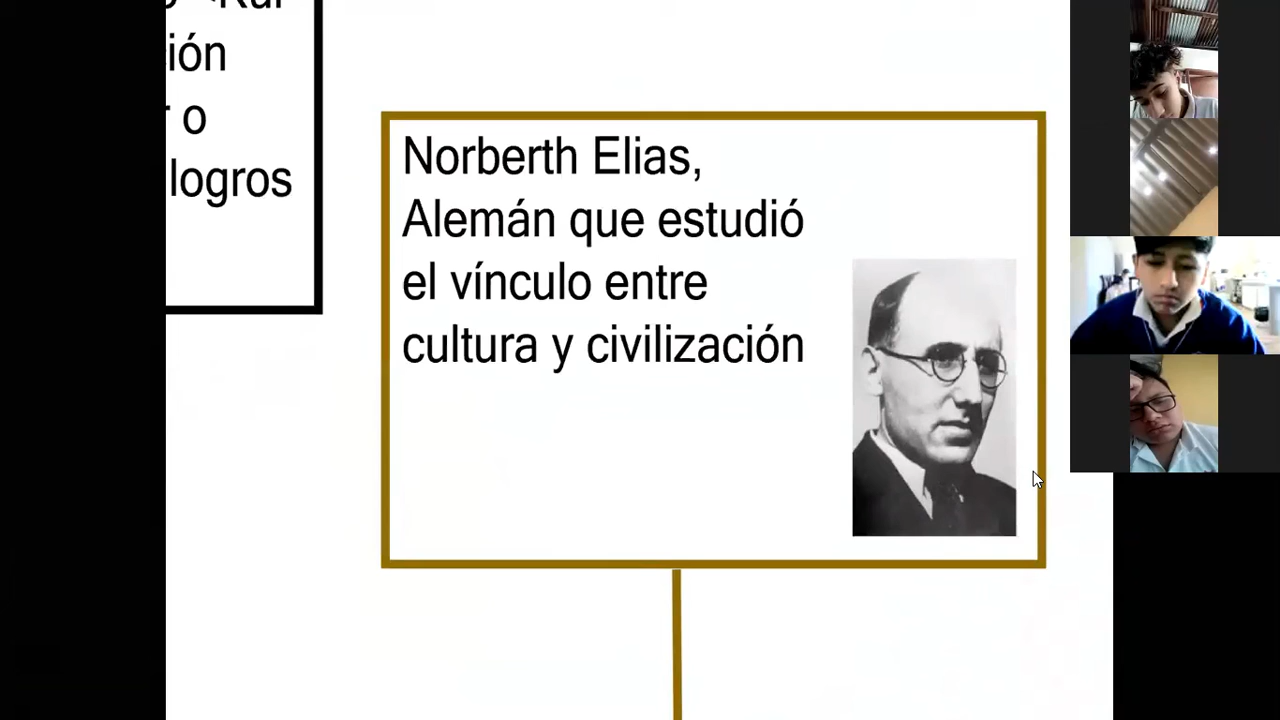 ión
o
logros
Norberth Elias,
Alemán que estudió
el vínculo entre
cultura y civilización